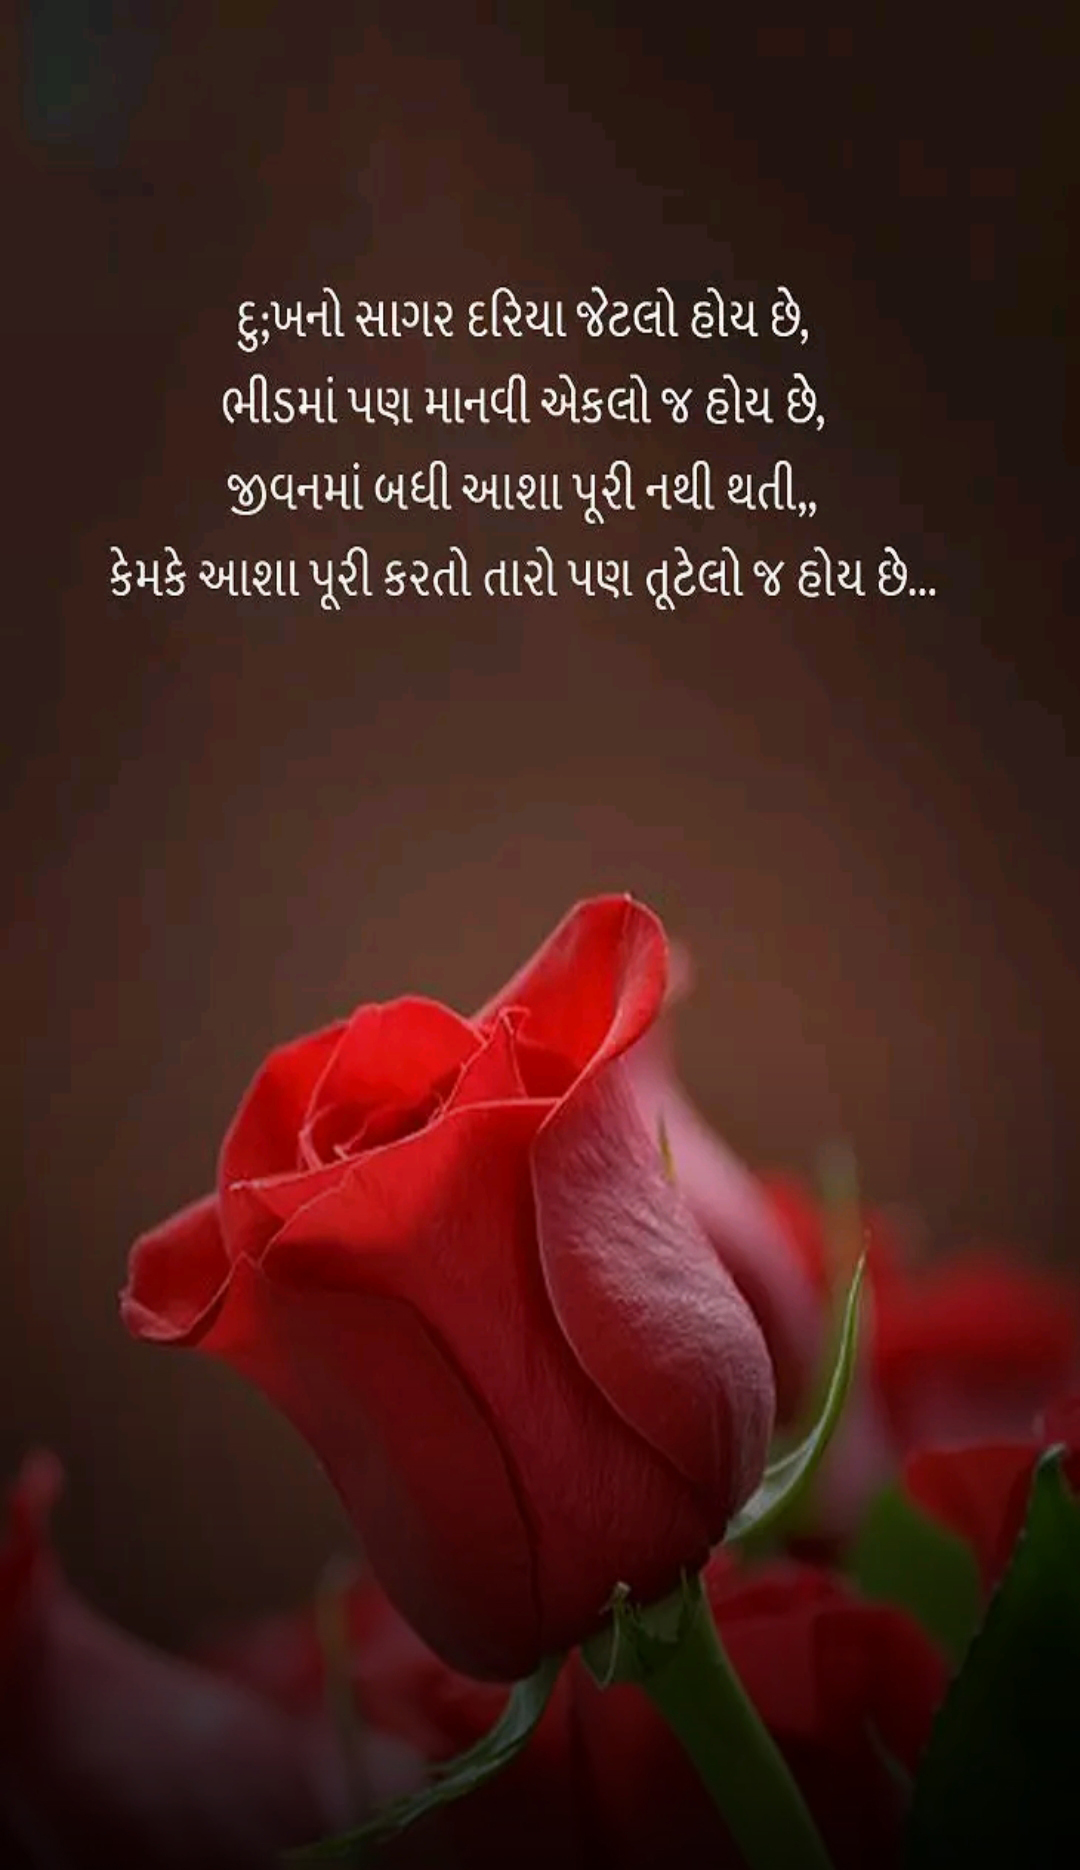 દુ;ખનો સાગર દરિયા જેટલો હોય છે,
ભીડમાં પણ માનવી એકલો જ હોય છે,
જીવનમાં બધી આશા પૂરી નથી થતી,,
કેમકે આશા પૂરી કરતો તારો પણ તૂટેલો જ હોય છે...